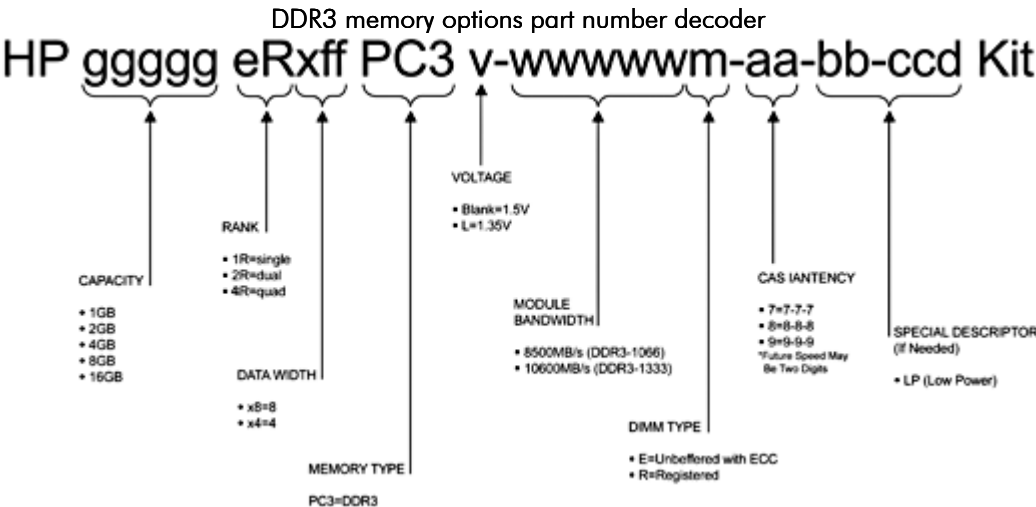 DDR3 memory options part number decoder
HP ggggg eRxff PC3 v-wwwwwm-aa-bb-ccd Kit
VOLTAGE
▪ Blank=1.5V
▪ L=1.35V
RANK
▪ 1R=single
▪ 2R=dual
▪ 4R=quad
CAPACITY
+ 1GB
+ 2GB
+ 4GB
+ 8GB
+ 16GB
CAS IANTENCY
▪ 7=7-7-7
▪ 8=8-8-8
▪ 9=9-9-9
*Future Speed May
Be Two Digits
MODULE
BANDWIDTH
▪ 8500MB/s (DDR3-1066)
▪ 10600MB/s (DDR3-1333)
SPECIAL DESCRIPTOR
(If Needed)
• LP (Low Power)
DATA WIDTH
• x8=8
• x4=4
DIMM TYPE
• E=Unbeffered with ECC
• R=Registered
MEMORY TYPE
PC3=DDR3